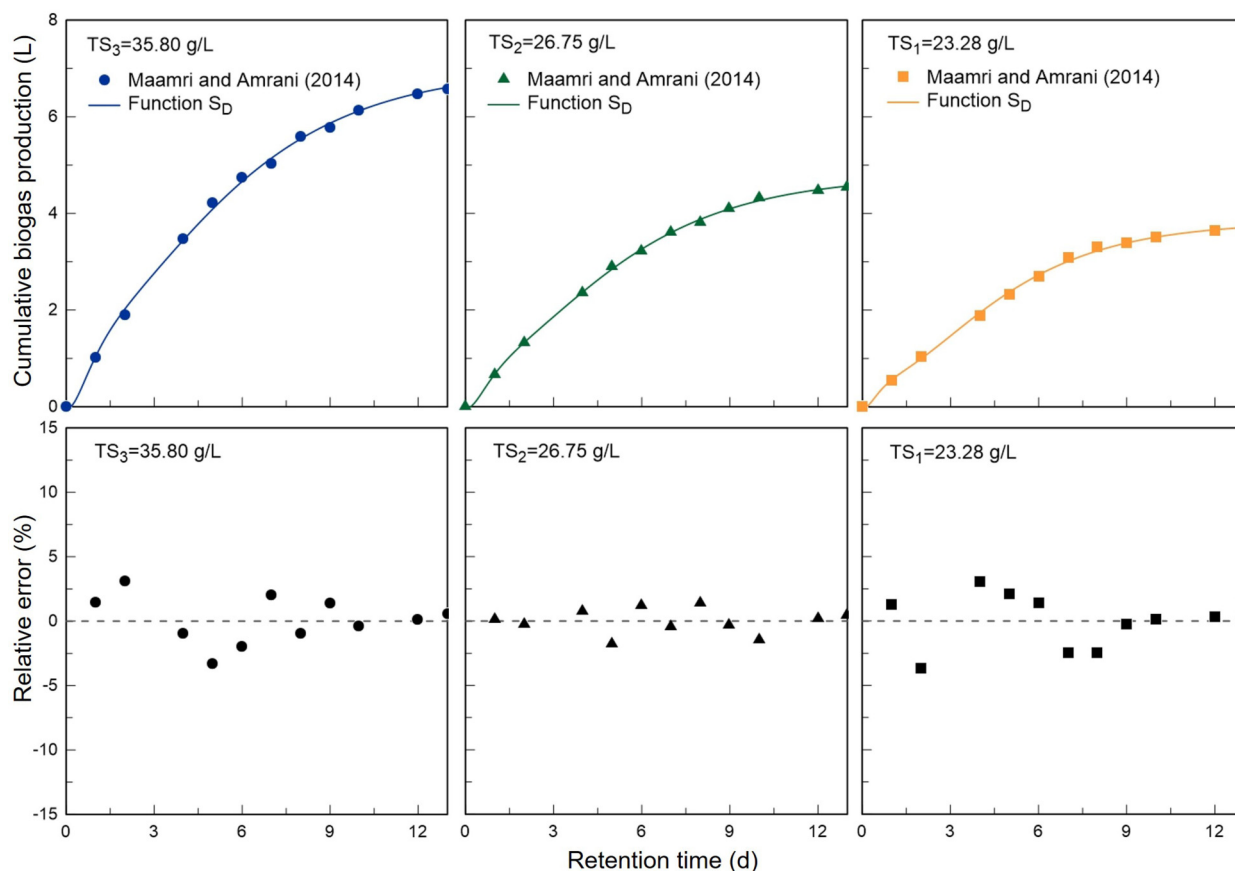 Cumulative biogas production (L)
8
6
4
2
0
TS3=35.80 g/L
Maamri and Amrani (2014)
Function SD
TS2=26.75 g/L
Maamri and Amrani (2014)
Function SD
TS1=23.28 g/L
Maamri and Amrani (2014)
Function SD
Relative error (%)
15
10
5
0
-5
-10
-15
TS3=35.80 g/L
TS2=26.75 g/L
TS1=23.28 g/L
0 3 6 9 12
0 3 6 9 12
0 3 6 9 12
Retention time (d)